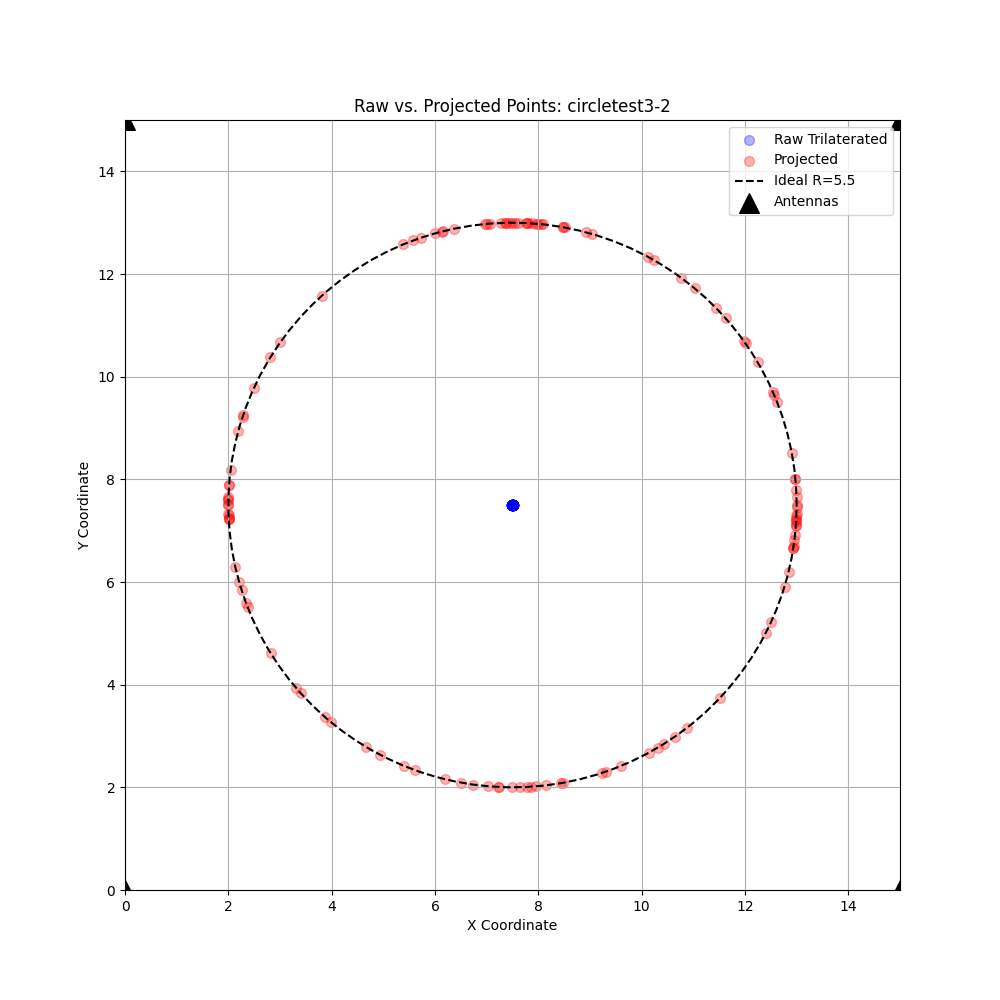 Raw vs. Projected Points: circletest3-2
Raw Trilaterated
Projected
Ideal R=5.5
Antennas
14
12
10
8
6
4
2
0
Y Coordinate
0 2 4 6 8 10 12 14
X Coordinate